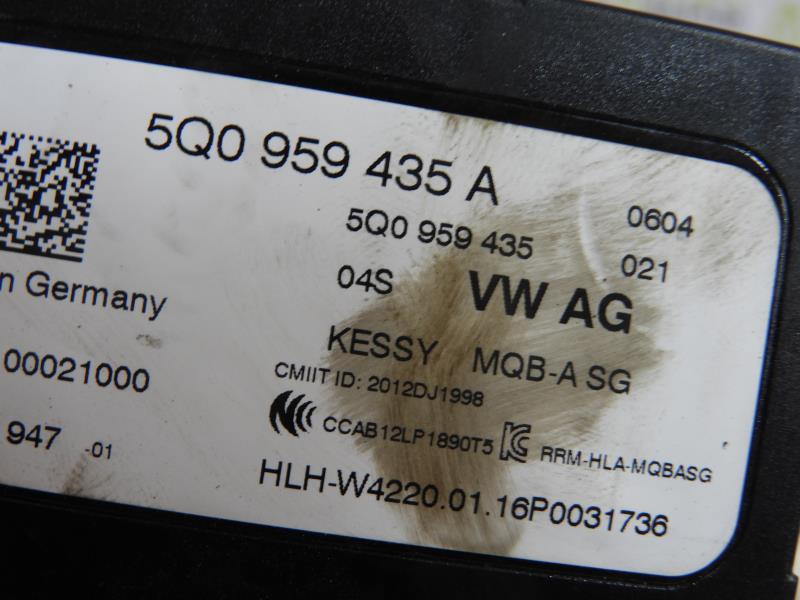 5Q0 959 435 A
5Q0 959 435 0604
04S VW AG 021
n Germany
KESSY MQB-A SG
00021000
CMIIT ID: 2012DJ1998
CCAB12LP1890T5 RRM-HLA-MQBASG
947 -01
HLH-W4220.01.16P0031736